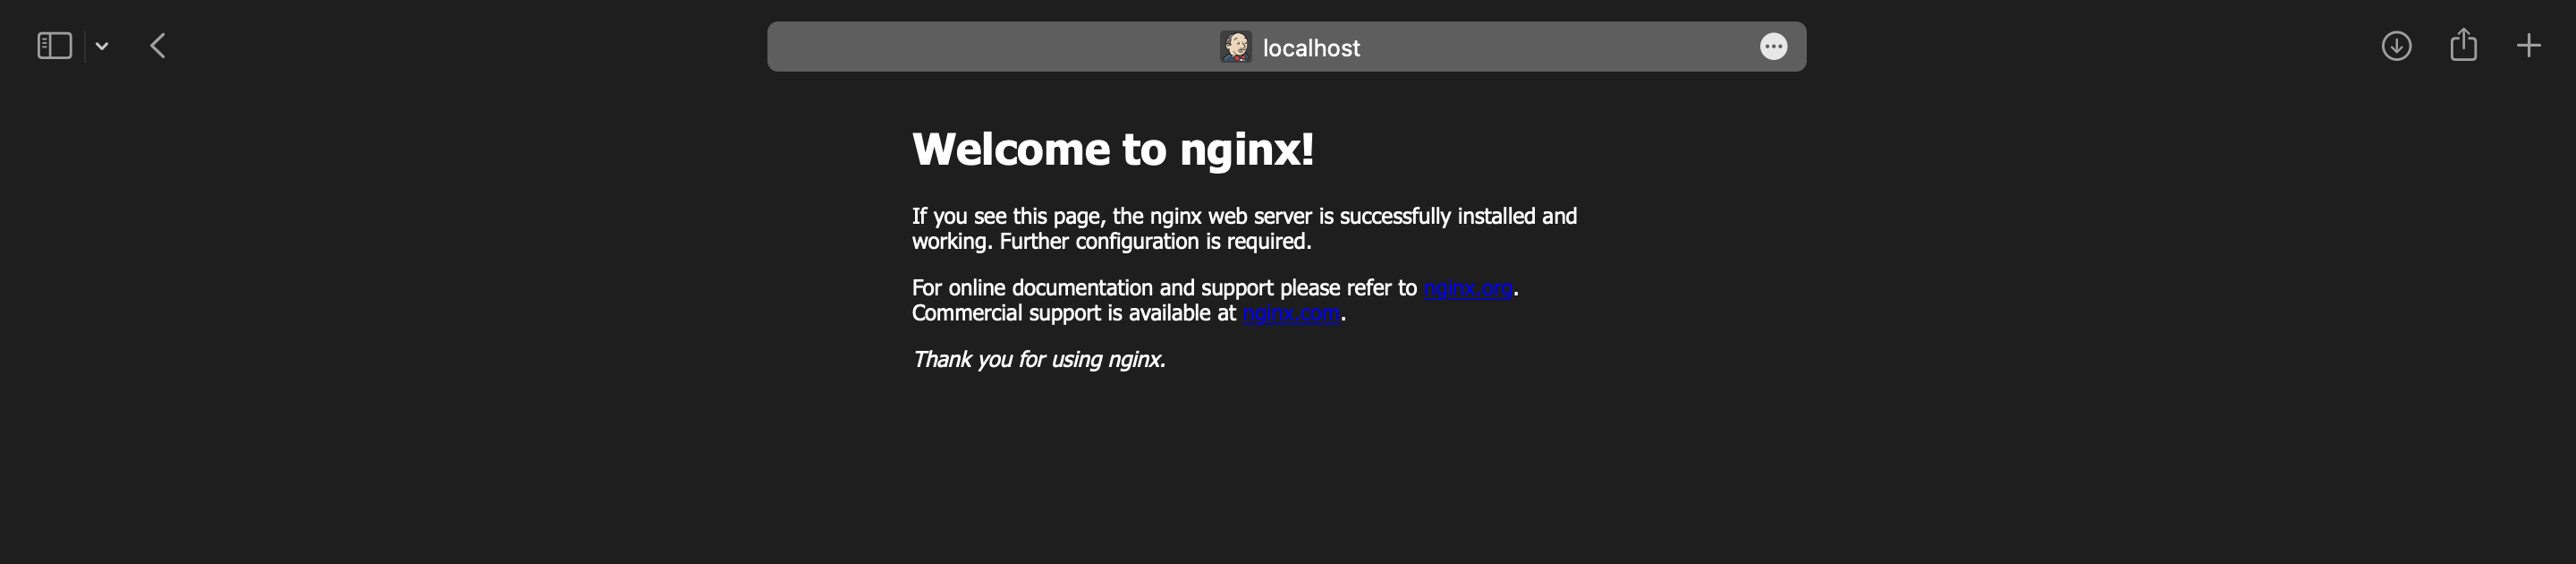 localhost
Welcome to nginx!
If you see this page, the nginx web server is successfully installed and
working. Further configuration is required.
For online documentation and support please refer to nginx.org.
Commercial support is available at nginx.com.
Thank you for using nginx.